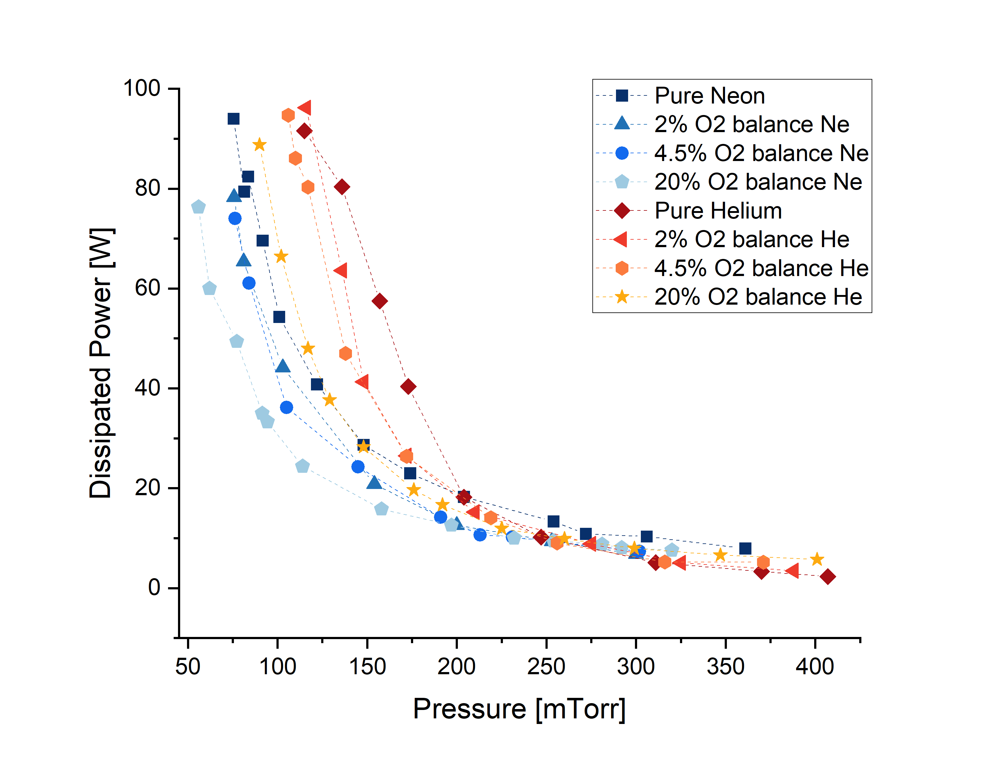 100
80
60
40
20
0
Dissipated Power [W]
50 100 150 200 250 300 350 400
Pressure [mTorr]
Pure Neon
2% O2 balance Ne
4.5% O2 balance Ne
20% O2 balance Ne
Pure Helium
2% O2 balance He
4.5% O2 balance He
20% O2 balance He